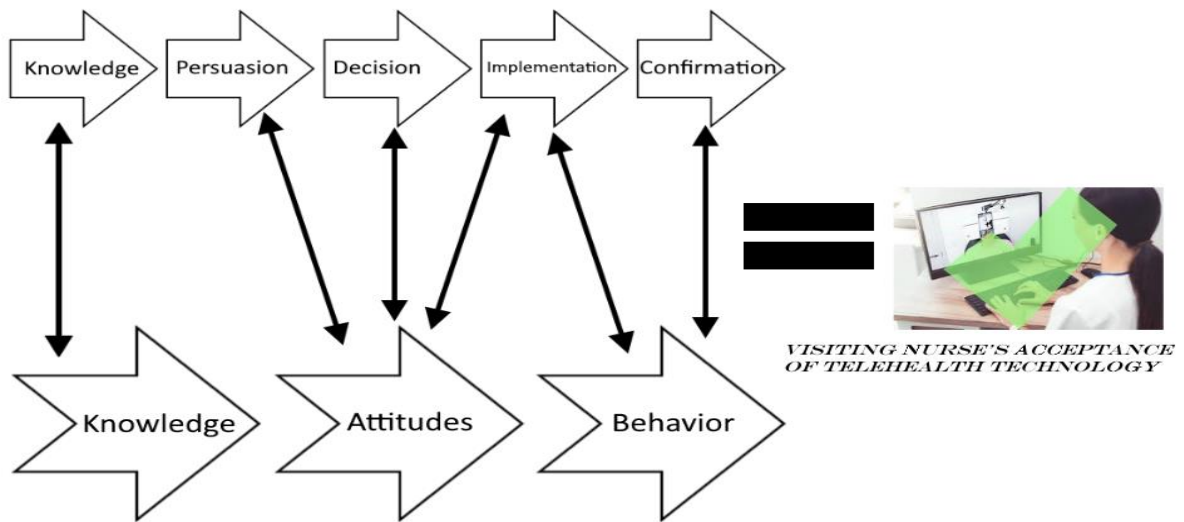 Knowledge
Persuasion
Decision
Implementation
Confirmation
VISITING NURSE'S ACCEPTANCE
OF TELEHEALTH TECHNOLOGY
Knowledge
Attitudes
Behavior